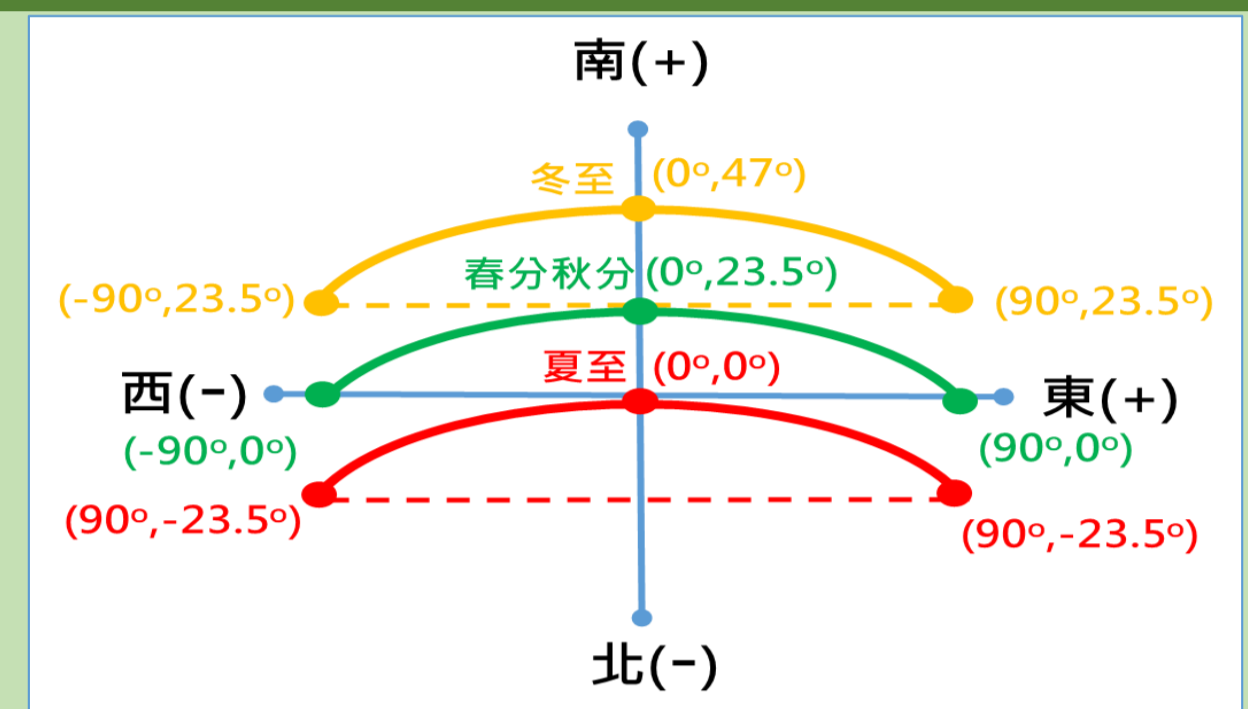 南(+)
冬至 (0º,47º)
春分秋分 (0º,23.5º)
(-90º,23.5º) (90º,23.5º)
夏至 (0º,0º)
西(-) 東(+)
(-90º,0º) (90º,0º)
(90º,-23.5º) (90º,-23.5º)
北(-)